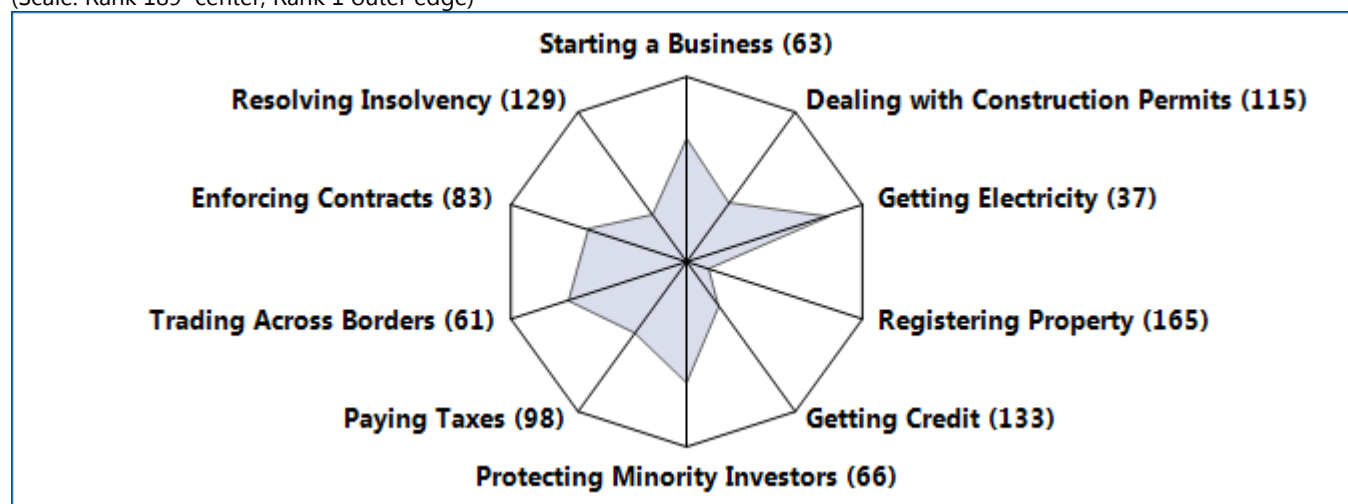 (Scale: Rank 189 center, Rank 1 outer edge)
Starting a Business (63)
Resolving Insolvency (129)
Dealing with Construction Permits (115)
Enforcing Contracts (83)
Getting Electricity (37)
Trading Across Borders (61)
Registering Property (165)
Paying Taxes (98)
Getting Credit (133)
Protecting Minority Investors (66)